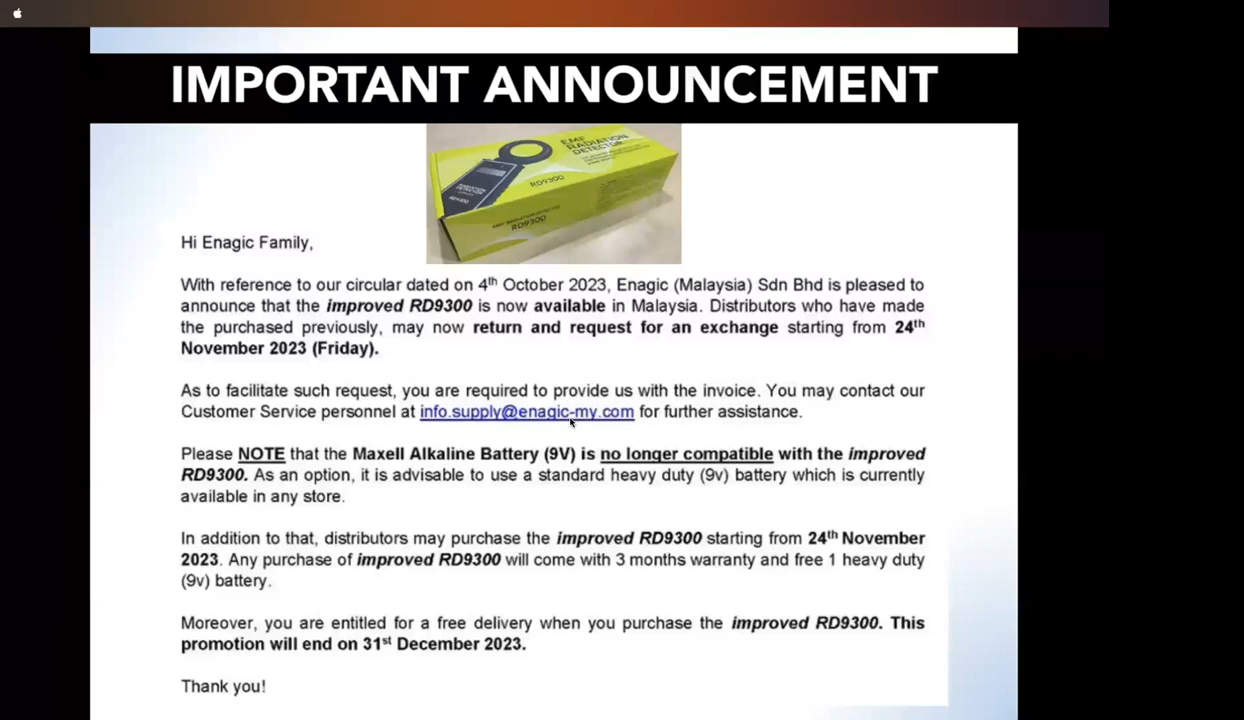 IMPORTANT ANNOUNCEMENT
EMF
RADIATION
DETECTOR
RD9300
RD9300
Hi Enagic Family,
With reference to our circular dated on 4th October 2023, Enagic (Malaysia) Sdn Bhd is pleased to
announce that the improved RD9300 is now available in Malaysia. Distributors who have made
the purchased previously, may now return and request for an exchange starting from 24th
November 2023 (Friday).
As to facilitate such request, you are required to provide us with the invoice. You may contact our
Customer Service personnel at info.supply@enagic-my.com for further assistance.
Please NOTE that the Maxell Alkaline Battery (9V) is no longer compatible with the improved
RD9300. As an option, it is advisable to use a standard heavy duty (9v) battery which is currently
available in any store.
In addition to that, distributors may purchase the improved RD9300 starting from 24th November
2023. Any purchase of improved RD9300 will come with 3 months warranty and free 1 heavy duty
(9v) battery.
Moreover, you are entitled for a free delivery when you purchase the improved RD9300. This
promotion will end on 31st December 2023.
Thank you!